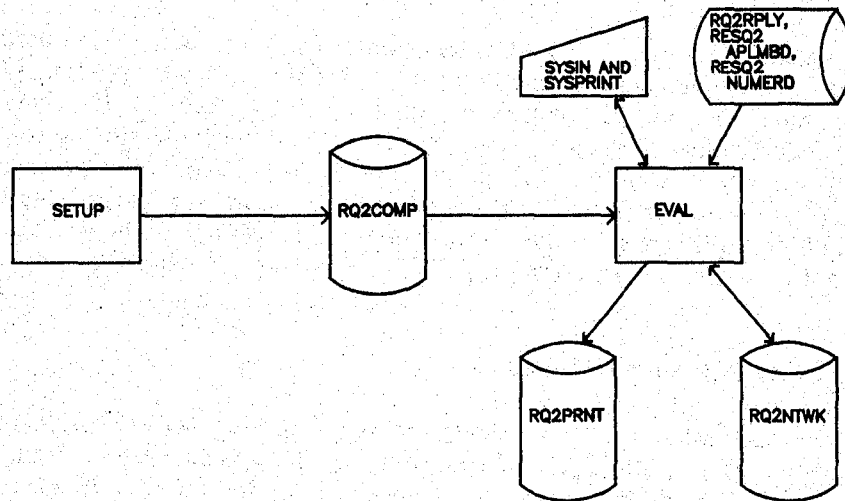 RQ2RPLY,
RESQ2
APLMBD,
RESQ2
NUMERD
SYSIN AND
SYSPRINT
SETUP
RQ2COMP
EVAL
RQ2PRNT
RQ2NTWK